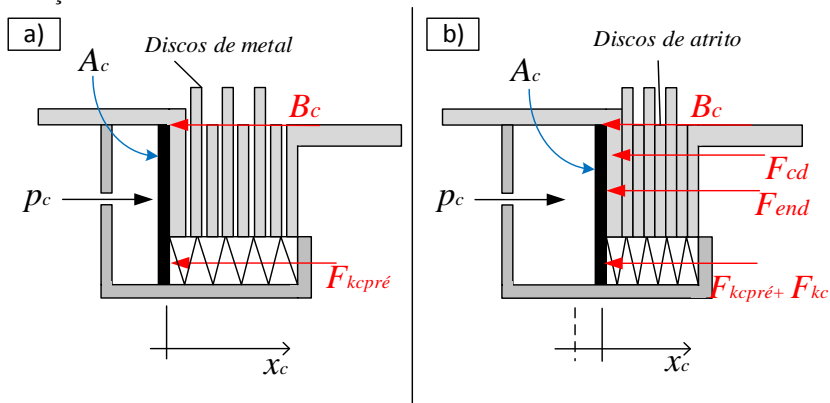 a)
Discos de metal
Ac
Bc
pc
Fkcpré
xc
b)
Discos de atrito
Ac
Bc
Fcd
pc
Fend
Fkcpré+ Fkc
xc